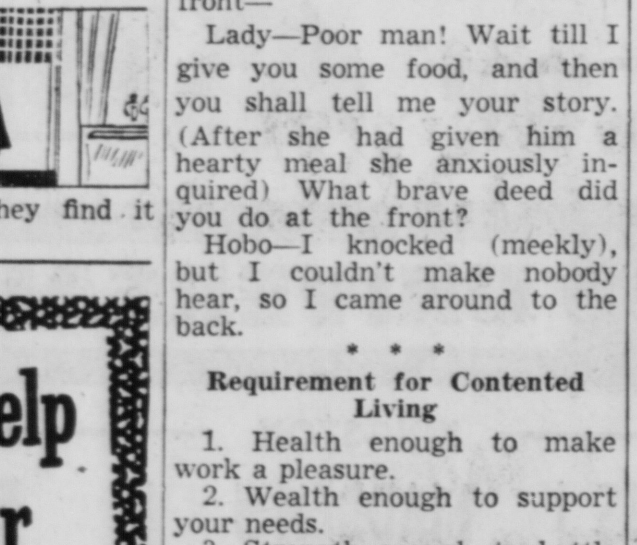 front—
Lady—Poor man! Wait till I
give you some food, and then
you shall tell me your story.
(After she had given him a
hearty meal she anxiously in-
quired) What brave deed did
you do at the front?
Hobo—I knocked (meekly),
but I couldn't make nobody
hear, so I came around to the
back.
* * *
Requirement for Contented
Living
1. Health enough to make
work a pleasure.
2. Wealth enough to support
your needs.
hey find it
elp
r